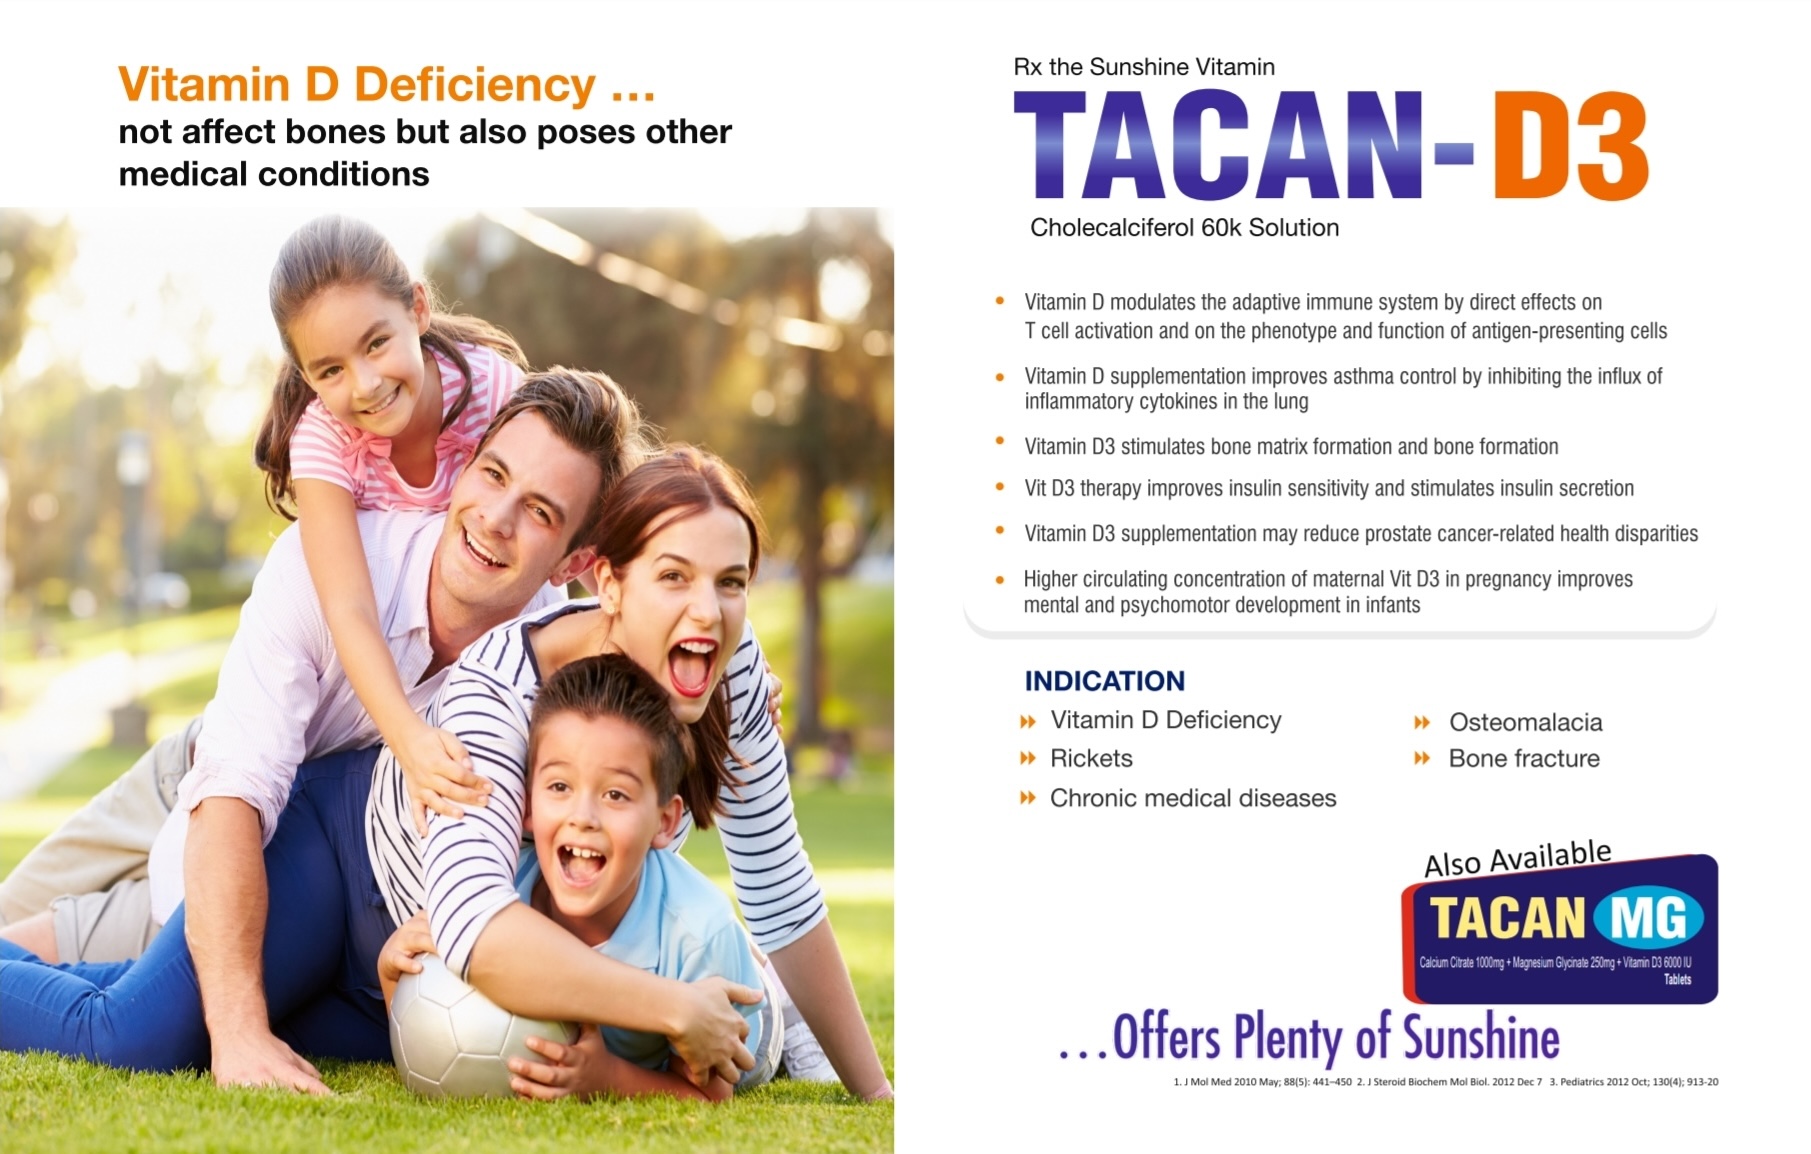 Vitamin D Deficiency ...
not affect bones but also poses other
medical conditions
Rx the Sunshine Vitamin
TACAN-D3
Cholecalciferol 60k Solution
• Vitamin D modulates the adaptive immune system by direct effects on
T cell activation and on the phenotype and function of antigen-presenting cells
• Vitamin D supplementation improves asthma control by inhibiting the influx of
inflammatory cytokines in the lung
• Vitamin D3 stimulates bone matrix formation and bone formation
• Vit D3 therapy improves insulin sensitivity and stimulates insulin secretion
• Vitamin D3 supplementation may reduce prostate cancer-related health disparities
• Higher circulating concentration of maternal Vit D3 in pregnancy improves
mental and psychomotor development in infants
INDICATION
Vitamin D Deficiency
Rickets
Chronic medical diseases
Osteomalacia
Bone fracture
Also Available
TACAN MG
Calcium Citrate 1000mg + Magnesium Glycinate 250mg + Vitamin D3 6000 IU
Tablets
...Offers Plenty of Sunshine
1. J Mol Med 2010 May; 88(5): 441–450 2. J Steroid Biochem Mol Biol. 2012 Dec 7 3. Pediatrics 2012 Oct; 130(4); 913-20